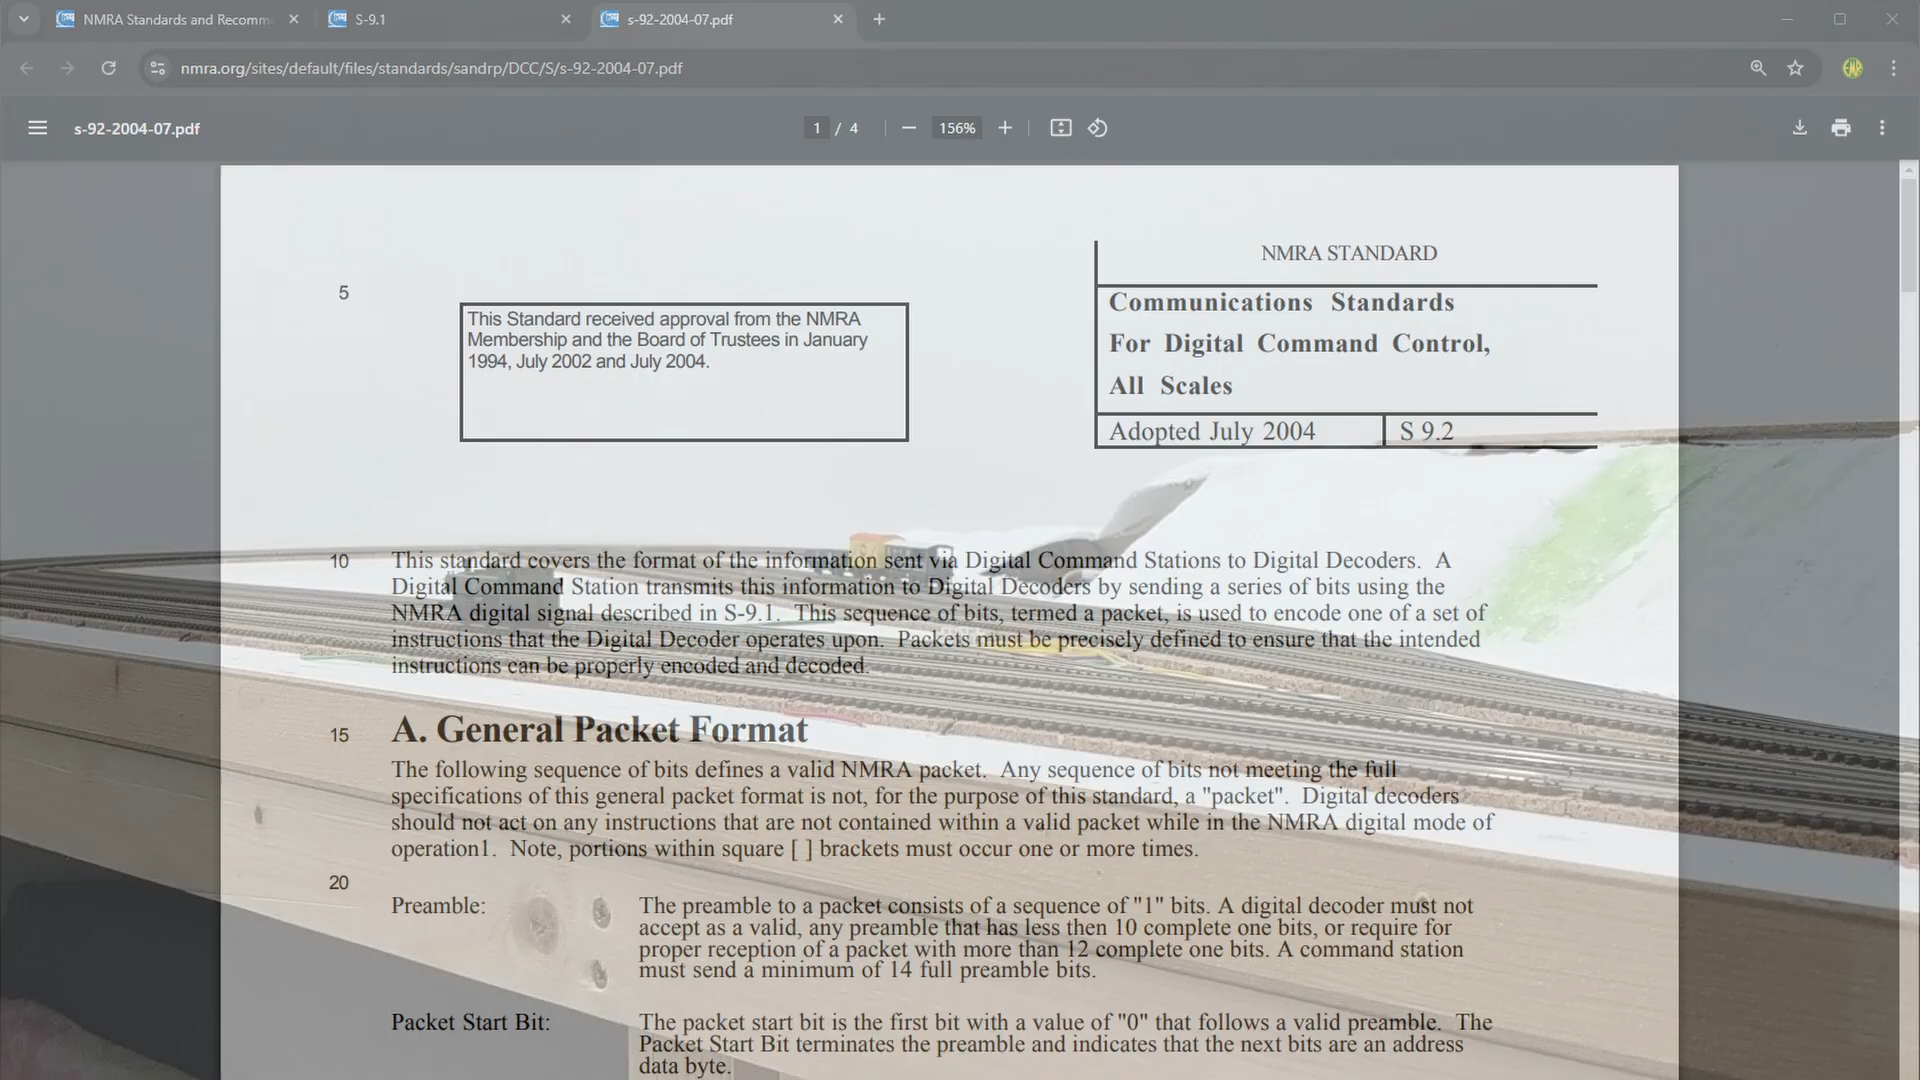 NMRA Standards and Recomm
S-9.1
s-92-2004-07.pdf
nmra.org/sites/default/files/standards/sandrp/DCC/S/s-92-2004-07.pdf
s-92-2004-07.pdf
1 / 4
156%
NMRA STANDARD
5
This Standard received approval from the NMRA
Membership and the Board of Trustees in January
1994, July 2002 and July 2004.
Communications Standards
For Digital Command Control,
All Scales
Adopted July 2004
S 9.2
10
This standard covers the format of the information sent via Digital Command Stations to Digital Decoders. A
Digital Command Station transmits this information to Digital Decoders by sending a series of bits using the
NMRA digital signal described in S-9.1. This sequence of bits, termed a packet, is used to encode one of a set of
instructions that the Digital Decoder operates upon. Packets must be precisely defined to ensure that the intended
instructions can be properly encoded and decoded.
15
A. General Packet Format
The following sequence of bits defines a valid NMRA packet. Any sequence of bits not meeting the full
specifications of this general packet format is not, for the purpose of this standard, a "packet". Digital decoders
should not act on any instructions that are not contained within a valid packet while in the NMRA digital mode of
operation1. Note, portions within square [ ] brackets must occur one or more times.
20
Preamble:
The preamble to a packet consists of a sequence of "1" bits. A digital decoder must not
accept as a valid, any preamble that has less then 10 complete one bits, or require for
proper reception of a packet with more than 12 complete one bits. A command station
must send a minimum of 14 full preamble bits.
Packet Start Bit:
The packet start bit is the first bit with a value of "0" that follows a valid preamble. The
Packet Start Bit terminates the preamble and indicates that the next bits are an address
data byte.